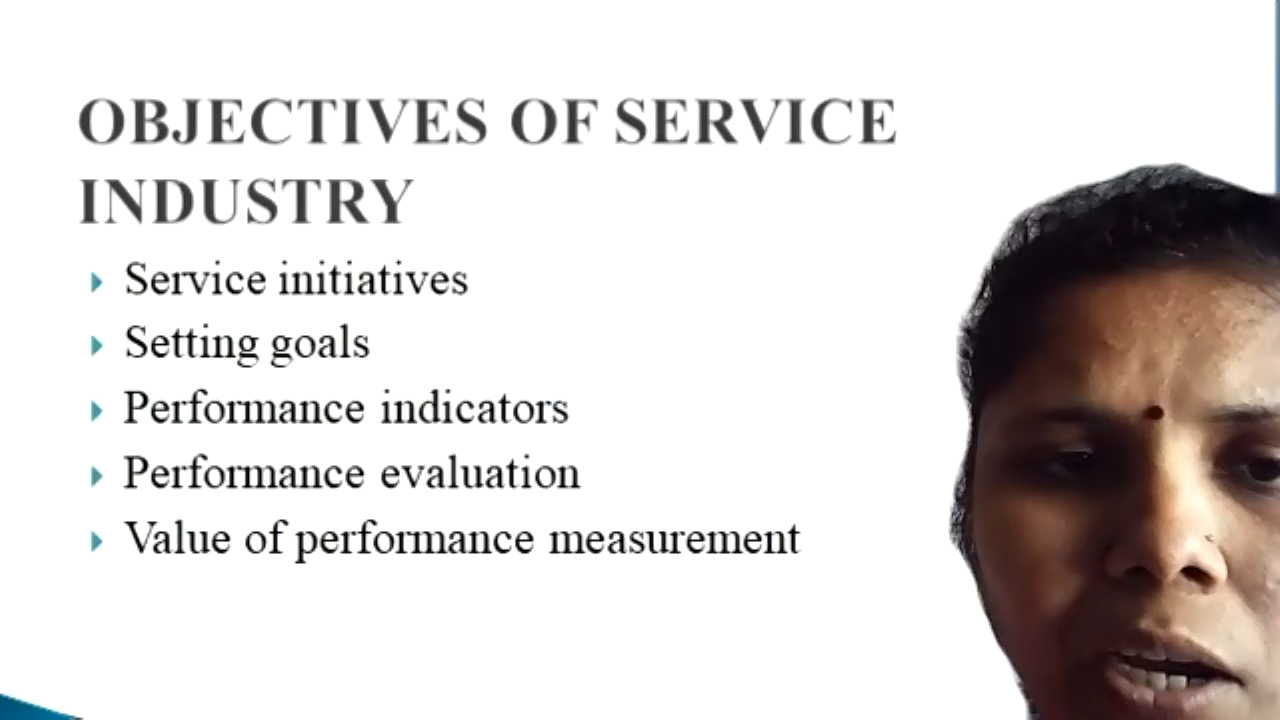 OBJECTIVES OF SERVICE
INDUSTRY
Service initiatives
Setting goals
Performance indicators
Performance evaluation
Value of performance measurement